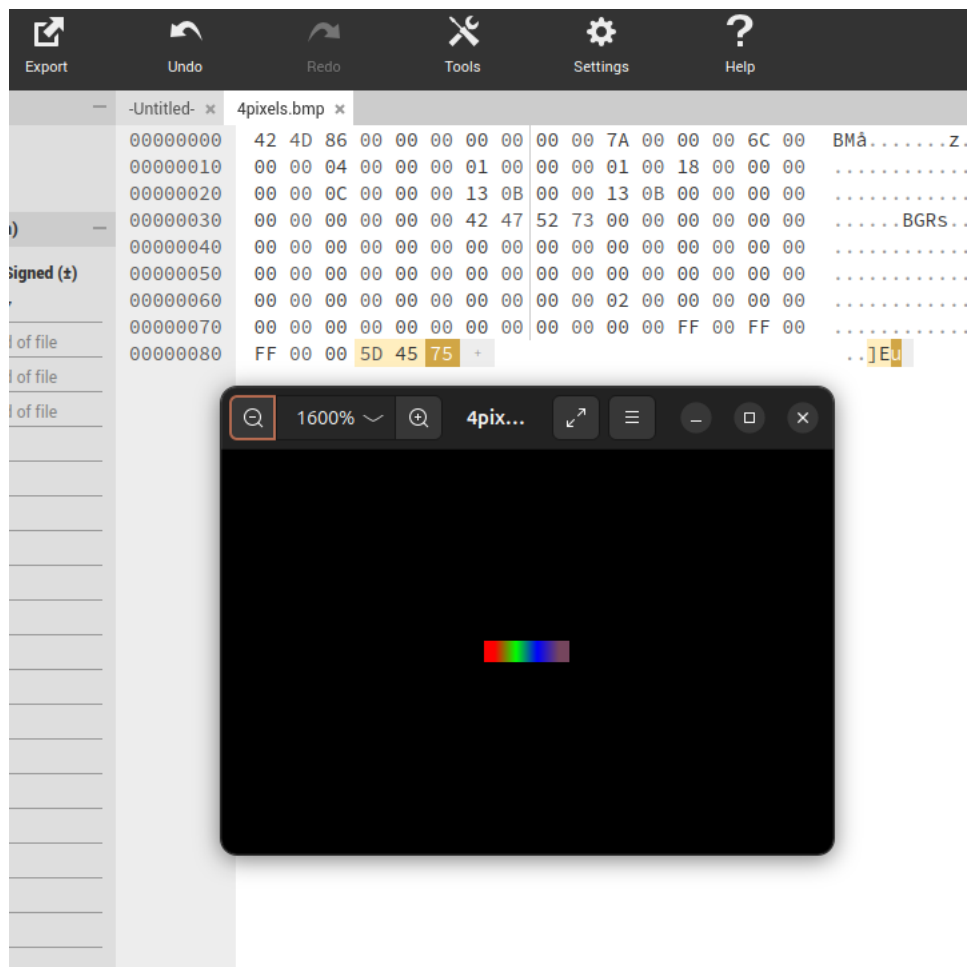 Export Undo Redo Tools Settings Help
-Untitled- × 4pixels.bmp ×
00000000 42 4D 86 00 00 00 00 00 00 00 7A 00 00 00 6C 00 BMâ.......z.
00000010 00 00 04 00 00 00 01 00 00 00 01 00 18 00 00 00 ............
00000020 00 00 0C 00 00 00 13 0B 00 00 13 0B 00 00 00 00 ............
) 00000030 00 00 00 00 00 00 42 47 52 73 00 00 00 00 00 00 ......BGRs..
00000040 00 00 00 00 00 00 00 00 00 00 00 00 00 00 00 00 ............
igned (±) 00000050 00 00 00 00 00 00 00 00 00 00 00 00 00 00 00 00 ............
00000060 00 00 00 00 00 00 00 00 00 00 02 00 00 00 00 00 ............
00000070 00 00 00 00 00 00 00 00 00 00 00 00 FF 00 FF 00 ............
of file
00000080 FF 00 00 5D 45 75 + ..]Eu
of file
of file
1600% 4pix...